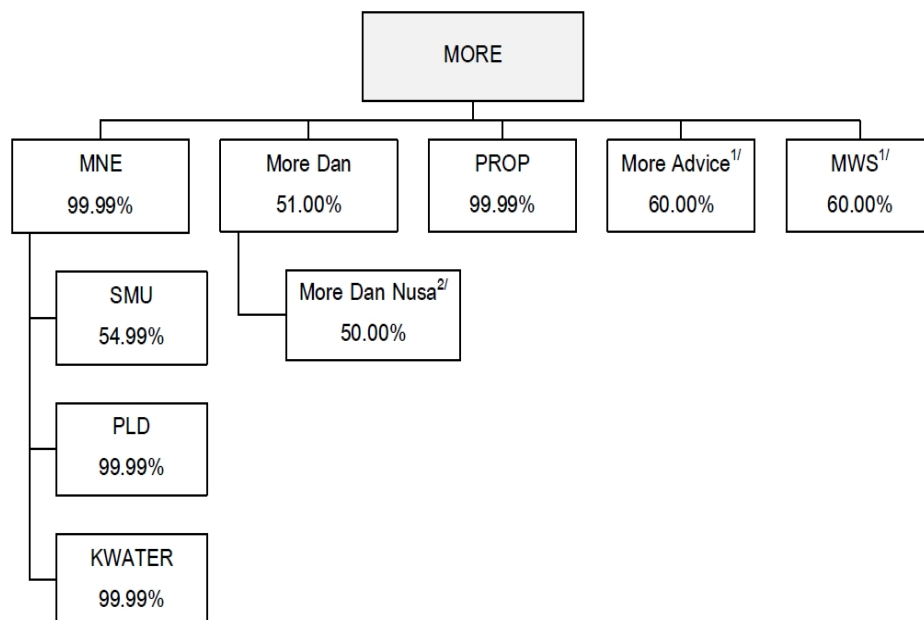 MORE
MNE
99.99%
More Dan
51.00%
PROP
99.99%
More Advice1/
60.00%
MWS1/
60.00%
SMU
54.99%
More Dan Nusa2/
50.00%
PLD
99.99%
KWATER
99.99%